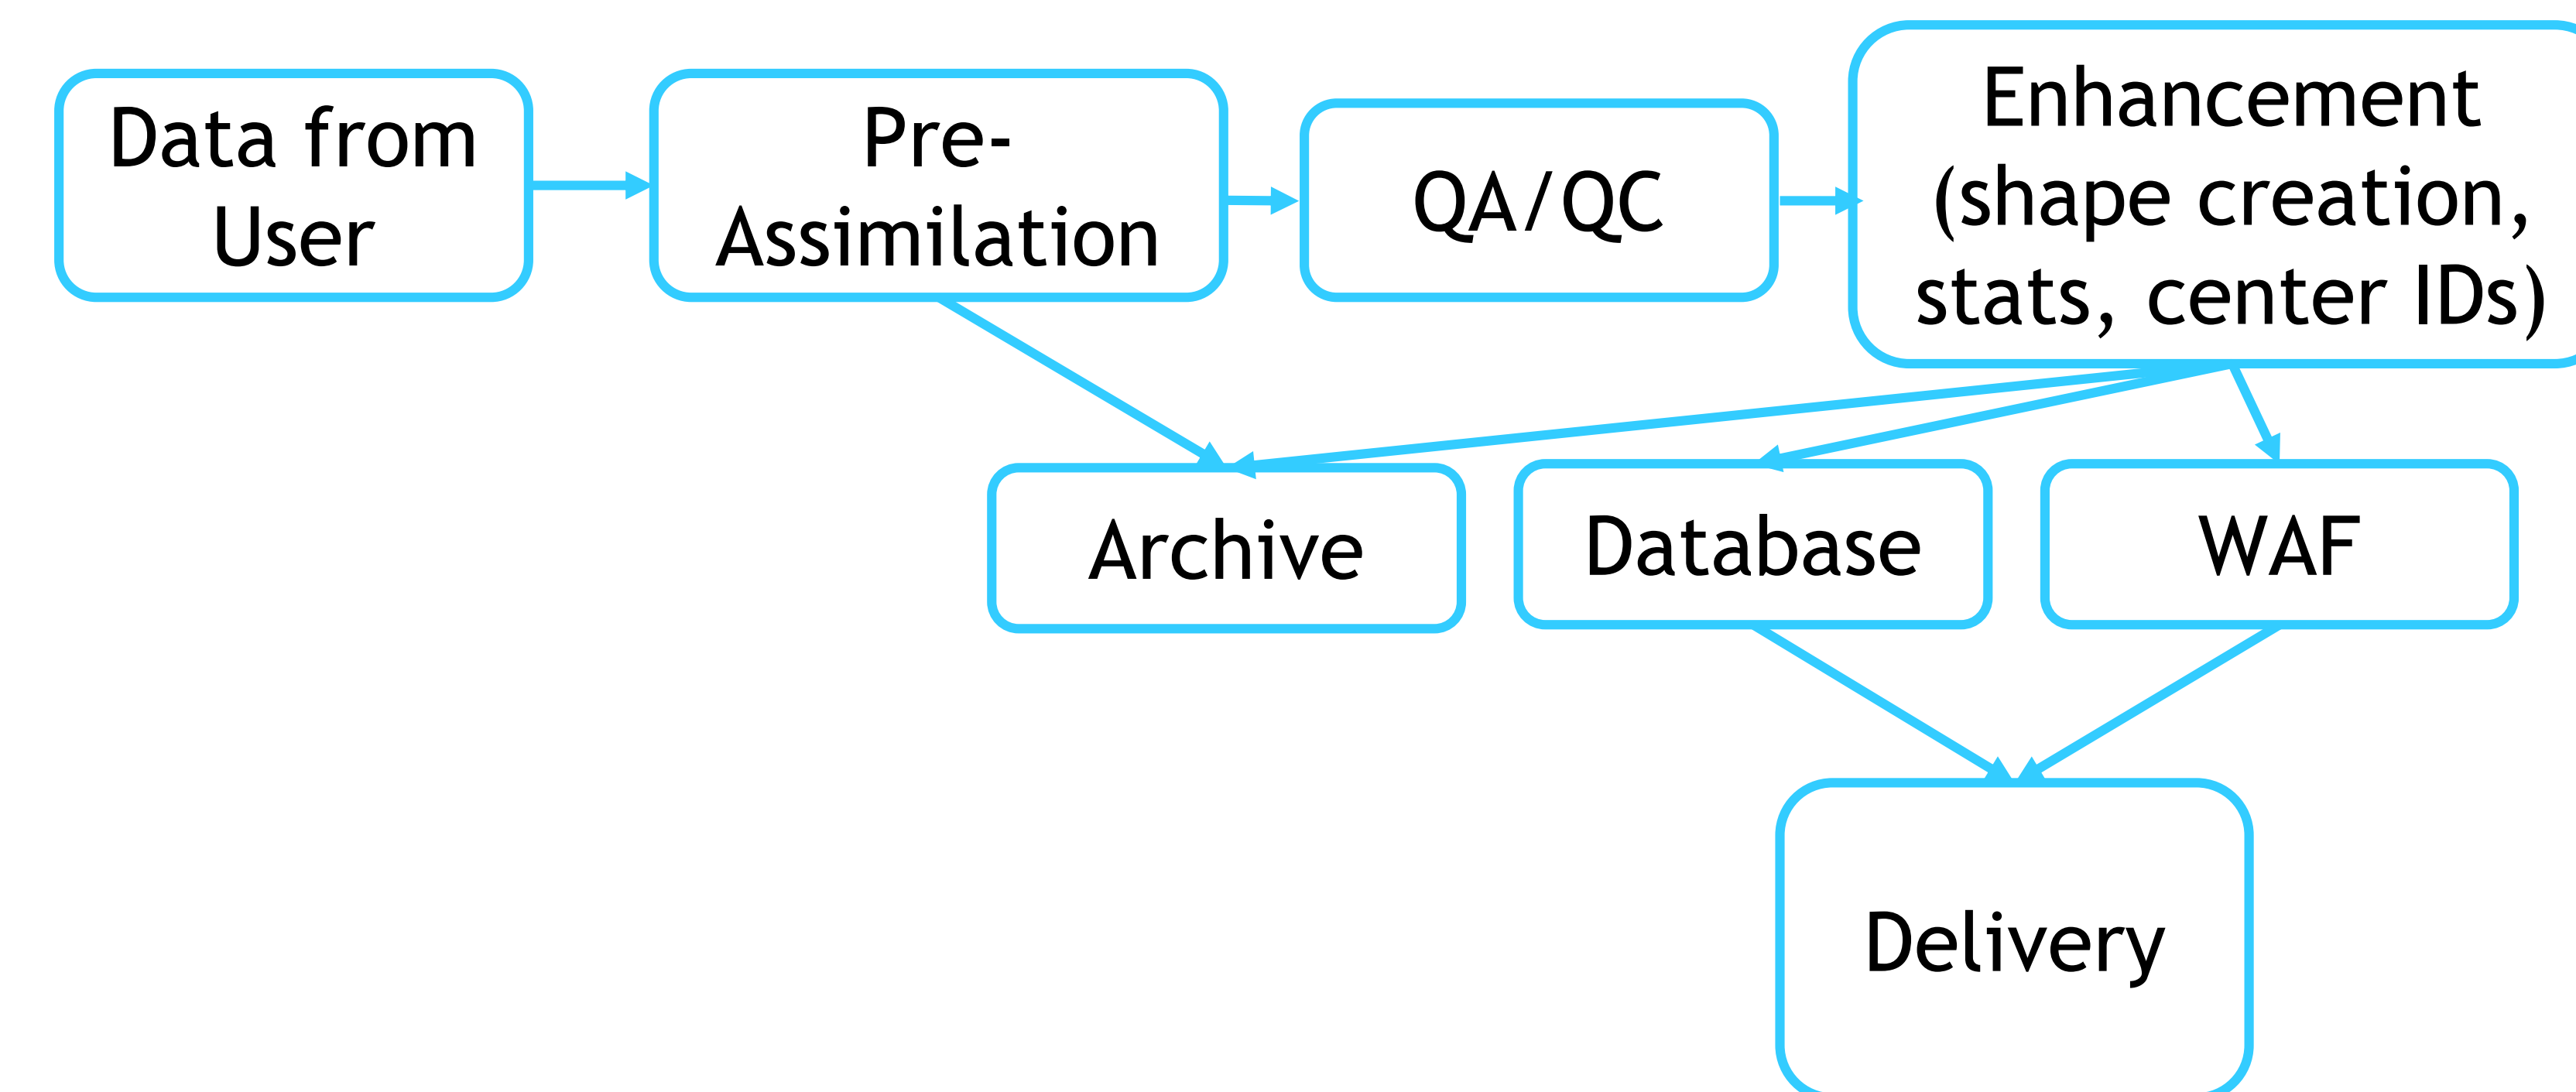 Data from
User
Pre-
Assimilation
QA/QC
Enhancement
(shape creation,
stats, center IDs)
Archive
Database
WAF
Delivery